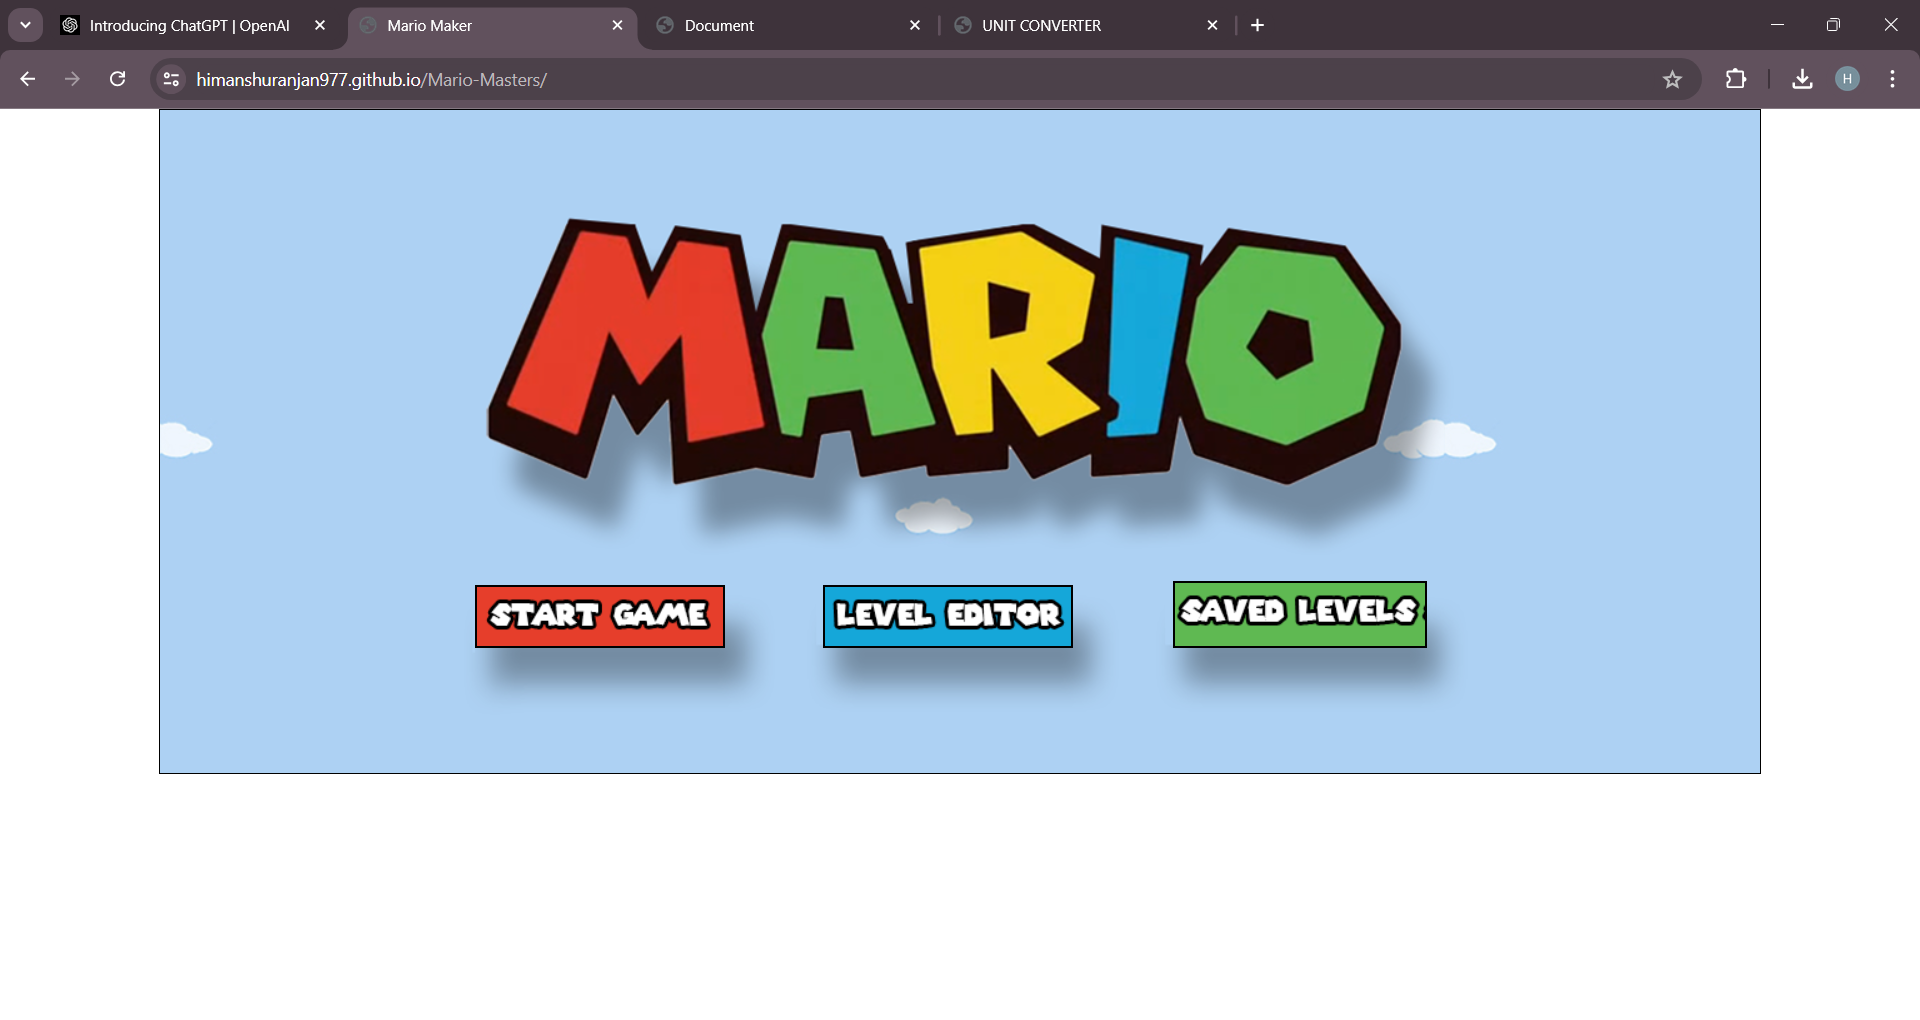 Introducing ChatGPT | OpenAI
Mario Maker
Document
UNIT CONVERTER
himanshuranjan977.github.io/Mario-Masters/
H
MARIO
START GAME
LEVEL EDITOR
SAVED LEVELS